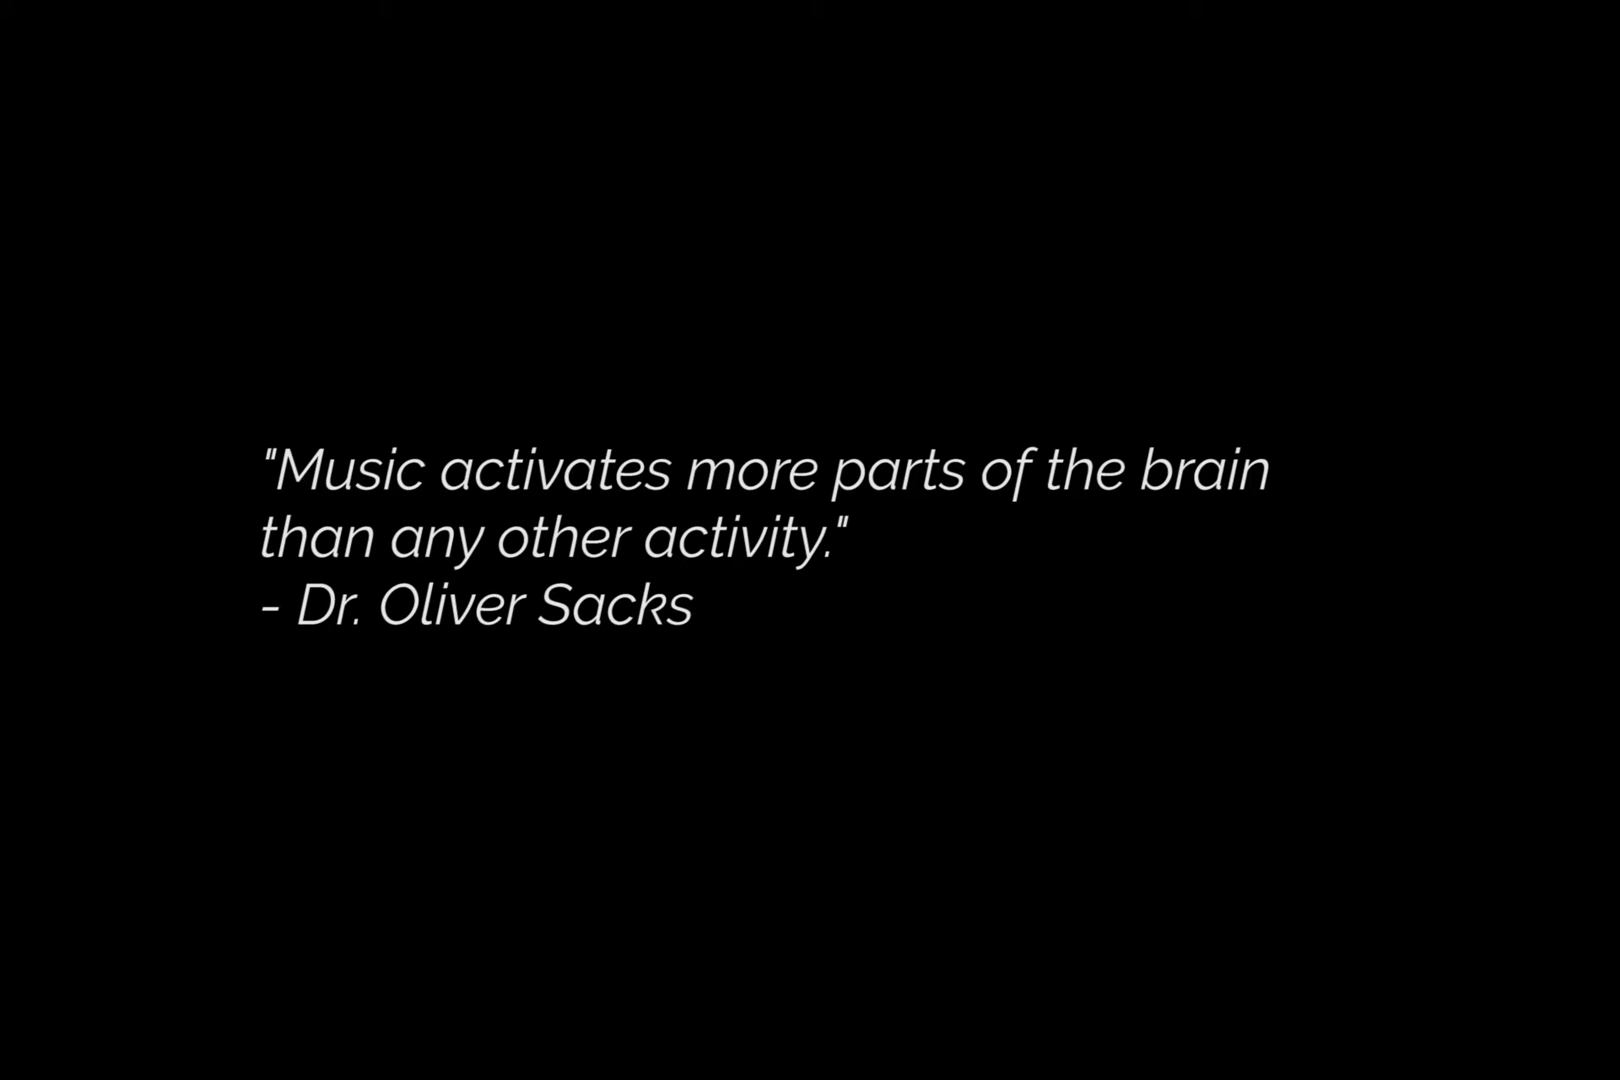 "Music activates more parts of the brain
than any other activity."
- Dr. Oliver Sacks